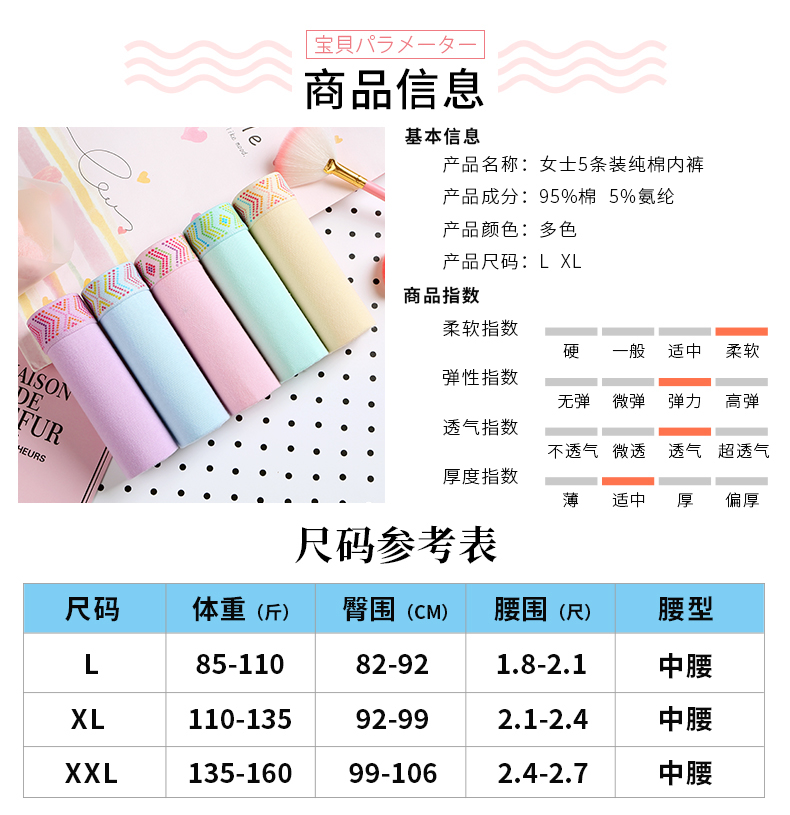 宝貝パラメーター
商品信息
like mood.
AISON
DE
FUR
HEURS
基本信息
产品名称：女士5条装纯棉内裤
产品成分：95%棉 5%氨纶
产品颜色：多色
产品尺码：L XL
商品指数
柔软指数
硬 一般 适中 柔软
弹性指数
无弹 微弹 弹力 高弹
透气指数
不透气 微透 透气 超透气
厚度指数
薄 适中 厚 偏厚
尺码参考表
尺码 体重（斤） 臀围（CM） 腰围（尺） 腰型
L 85-110 82-92 1.8-2.1 中腰
XL 110-135 92-99 2.1-2.4 中腰
XXL 135-160 99-106 2.4-2.7 中腰